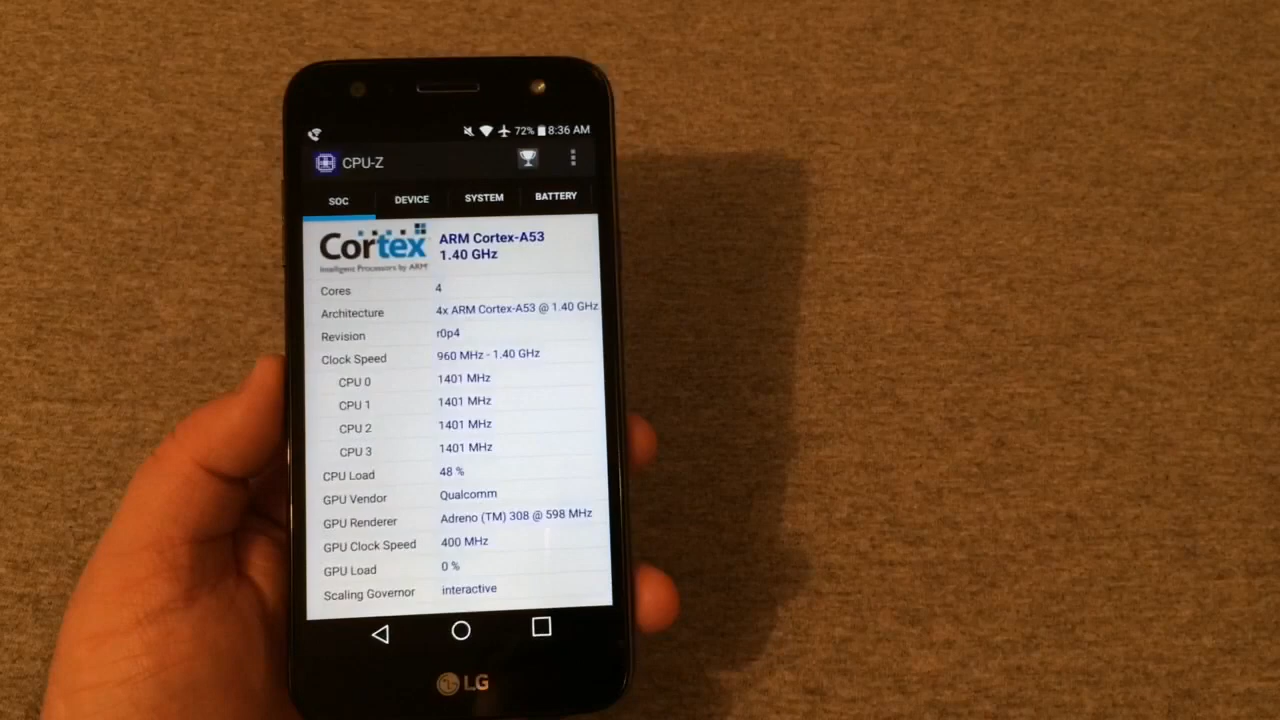 72% 8:36 AM
CPU-Z
SOC DEVICE SYSTEM BATTERY
Cortex
Intelligent Processors by ARM
ARM Cortex-A53
1.40 GHz
Cores 4
Architecture 4x ARM Cortex-A53 @ 1.40 GHz
Revision r0p4
Clock Speed 960 MHz - 1.40 GHz
CPU 0 1401 MHz
CPU 1 1401 MHz
CPU 2 1401 MHz
CPU 3 1401 MHz
CPU Load 48 %
GPU Vendor Qualcomm
GPU Renderer Adreno (TM) 308 @ 598 MHz
GPU Clock Speed 400 MHz
GPU Load 0 %
Scaling Governor interactive
LG